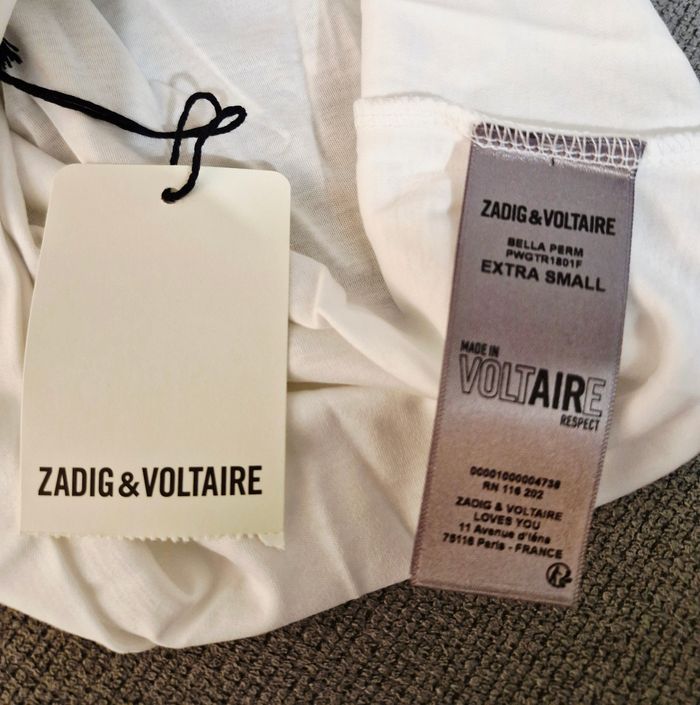 ZADIG&VOLTAIRE
ZADIG&VOLTAIRE
BELLA PERM
PWGTR1801F
EXTRA SMALL
MADE IN
VOLTAIRE
RESPECT
00001000004738
RN 116 202
ZADIG & VOLTAIRE
LOVES YOU
11 Avenue d'Iéna
75116 Paris - FRANCE